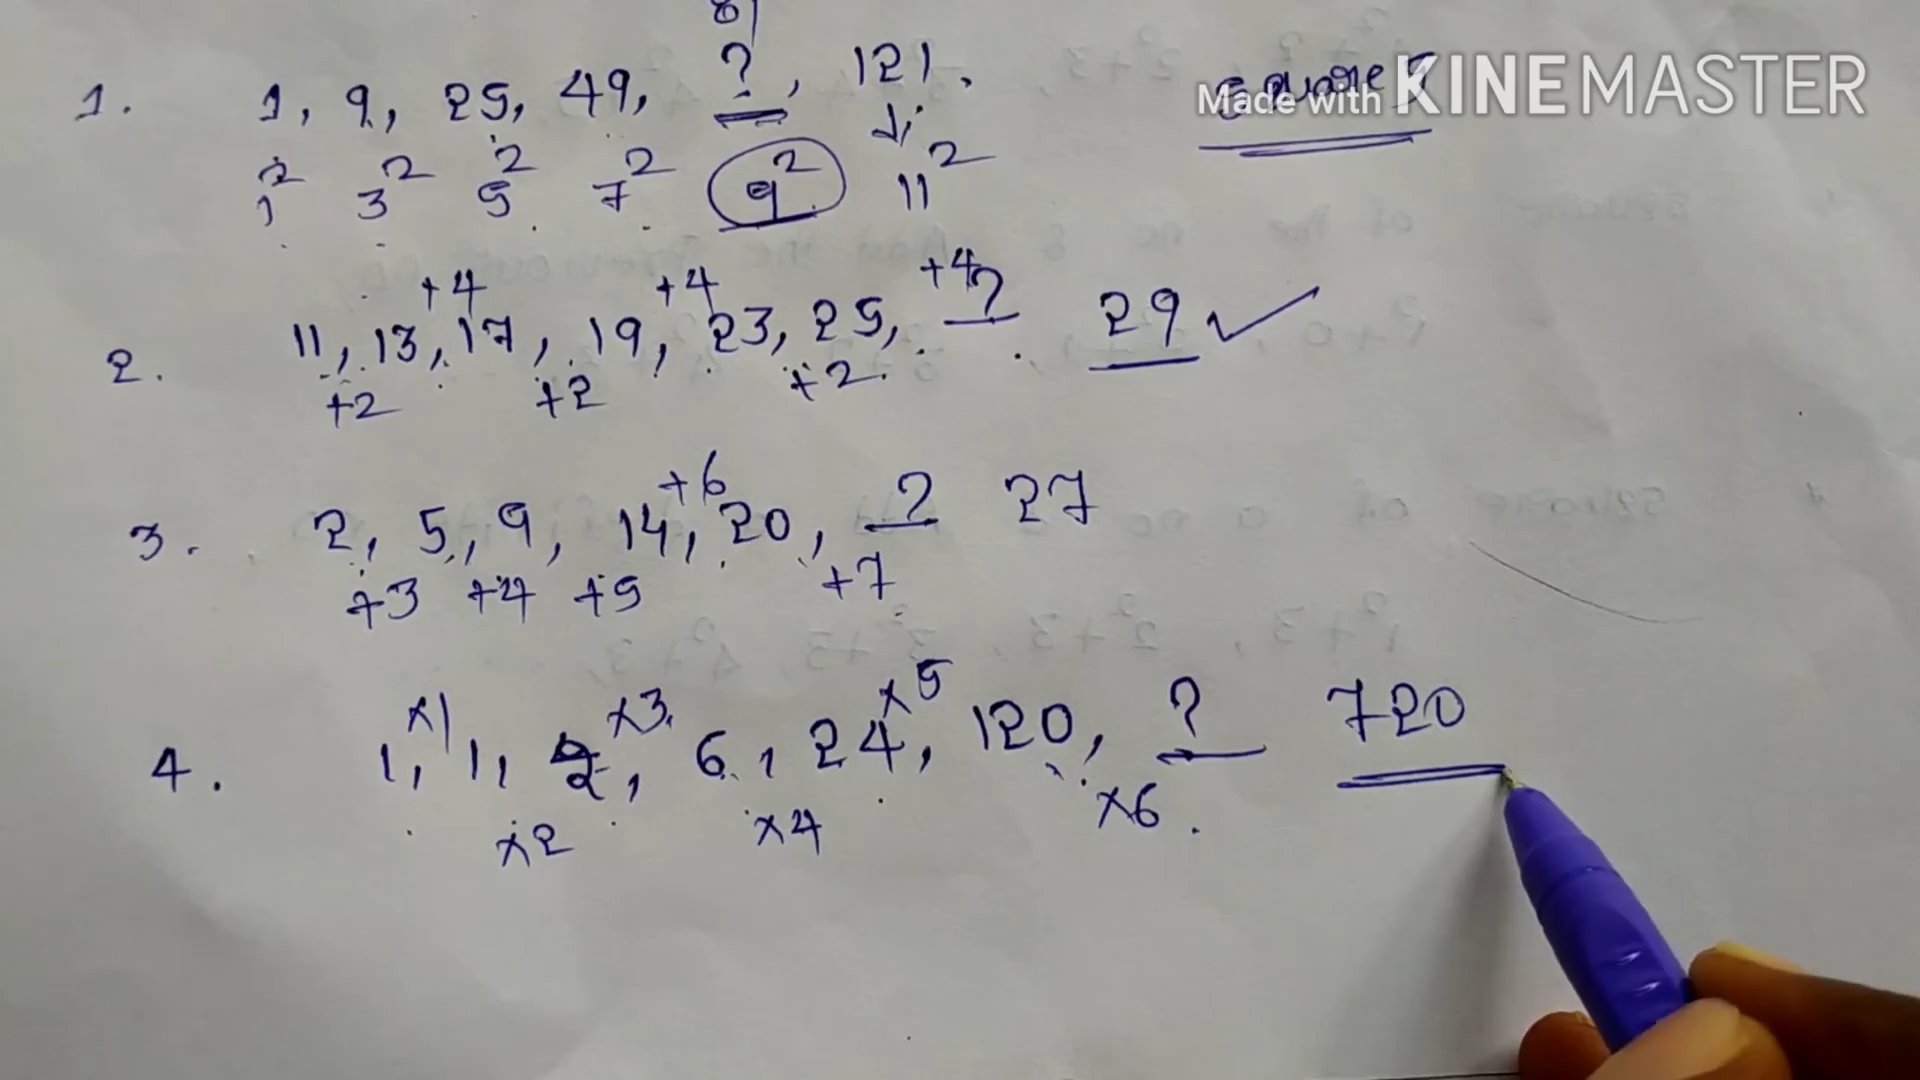 81
1. 1, 9, 25, 49, ?, 121.
1² 3² 5² 7² 9² 11²
squares
Made with KINEMASTER
+4 +4 +4
2. 11, 13, 17, 19, 23, 25, ? 29 ✓
+2 +2 +2
+6
3. 2, 5, 9, 14, 20, ? 27
+3 +4 +5 +7
×1 ×3 ×5
4. 1, 1, 2, 6, 24, 120, ? 720
×2 ×4 ×6